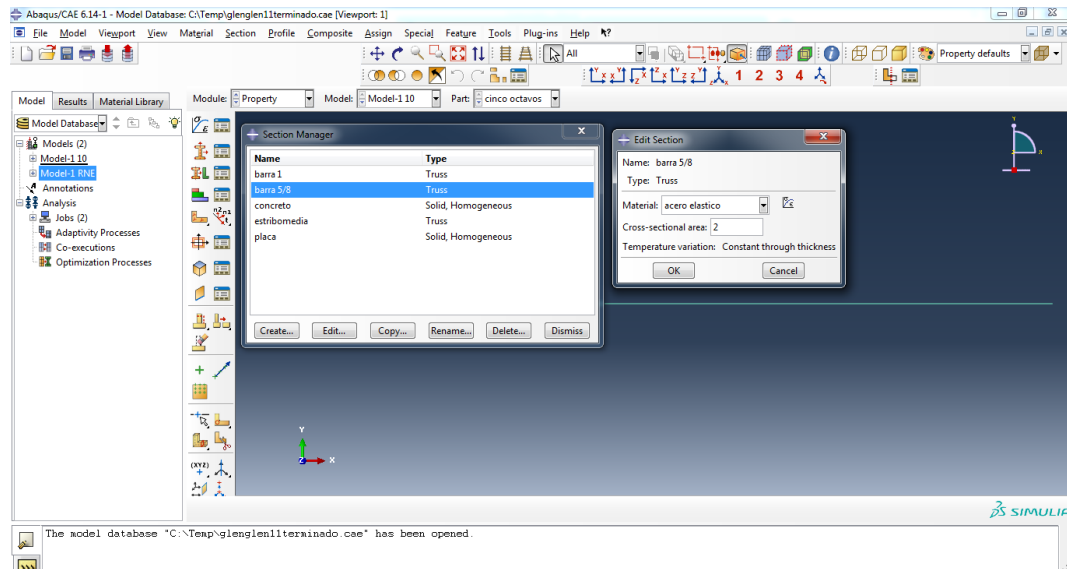 Abaqus/CAE 6.14-1 - Model Database: C:\Temp\glenglen11terminado.cae [Viewport: 1]
File Model Viewport View Material Section Profile Composite Assign Special Feature Tools Plug-ins Help
All
Property defaults
1 2 3 4
Model Results Material Library
Module: Property Model: Model-1 10 Part: cinco octavos
Model Database
Models (2)
Model-1 10
Model-1 RNE
Annotations
Analysis
Jobs (2)
Adaptivity Processes
Co-executions
Optimization Processes
Section Manager
Name Type
barra 1 Truss
barra 5/8 Truss
concreto Solid, Homogeneous
estribomedia Truss
placa Solid, Homogeneous
Create... Edit... Copy... Rename... Delete... Dismiss
Edit Section
Name: barra 5/8
Type: Truss
Material: acero elastico
Cross-sectional area: 2
Temperature variation: Constant through thickness
OK Cancel
Y
X
Y
Z X
SIMULIA
The model database "C:\Temp\glenglen11terminado.cae" has been opened.